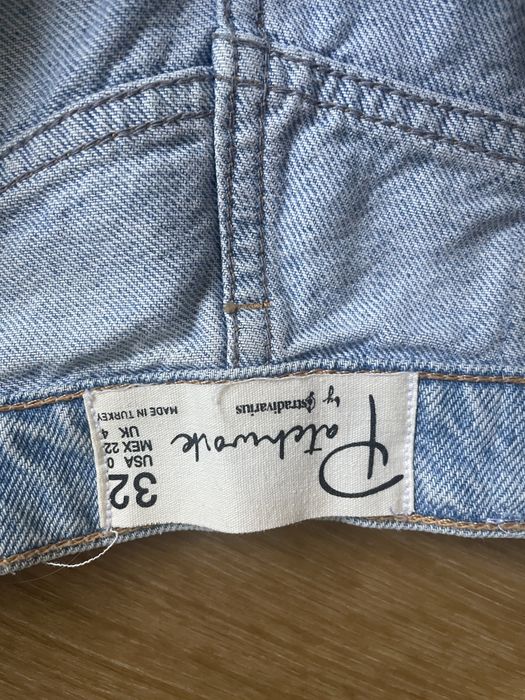 Patchwork
by Stradivarius
32
USA 0
MEX 22
UK 4
MADE IN TURKEY